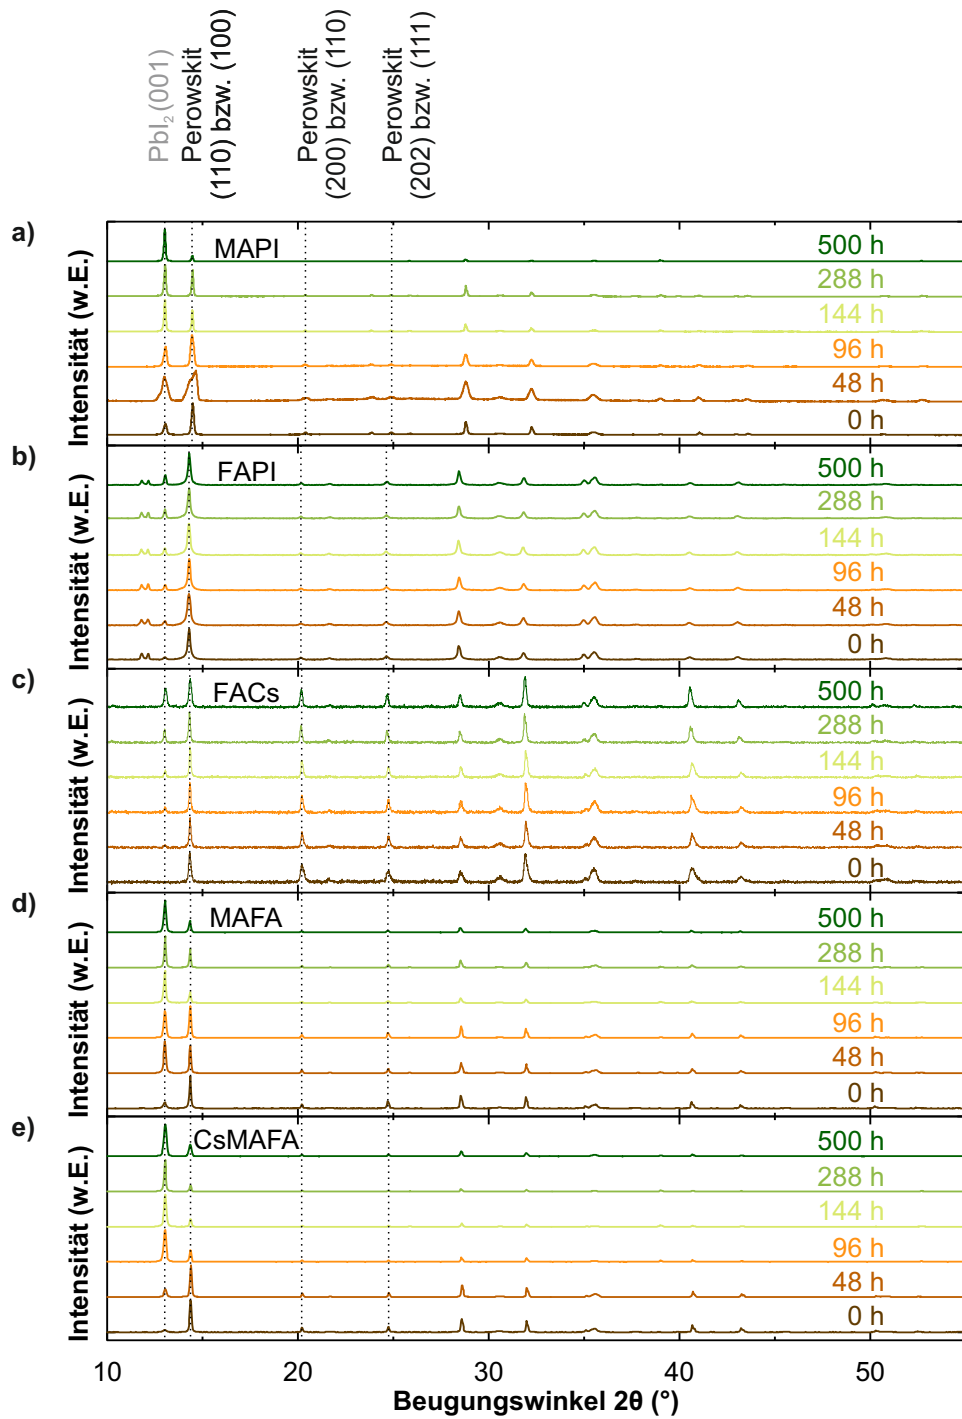 PbI₂ (001)
Perowskit
(110) bzw. (100)
Perowskit
(200) bzw. (110)
Perowskit
(202) bzw. (111)
a)
Intensität (w.E.)
MAPI
500 h
288 h
144 h
96 h
48 h
0 h
b)
Intensität (w.E.)
FAPI
500 h
288 h
144 h
96 h
48 h
0 h
c)
Intensität (w.E.)
FACs
500 h
288 h
144 h
96 h
48 h
0 h
d)
Intensität (w.E.)
MAFA
500 h
288 h
144 h
96 h
48 h
0 h
e)
Intensität (w.E.)
CsMAFA
500 h
288 h
144 h
96 h
48 h
0 h
10 20 30 40 50
Beugungswinkel 2θ (°)